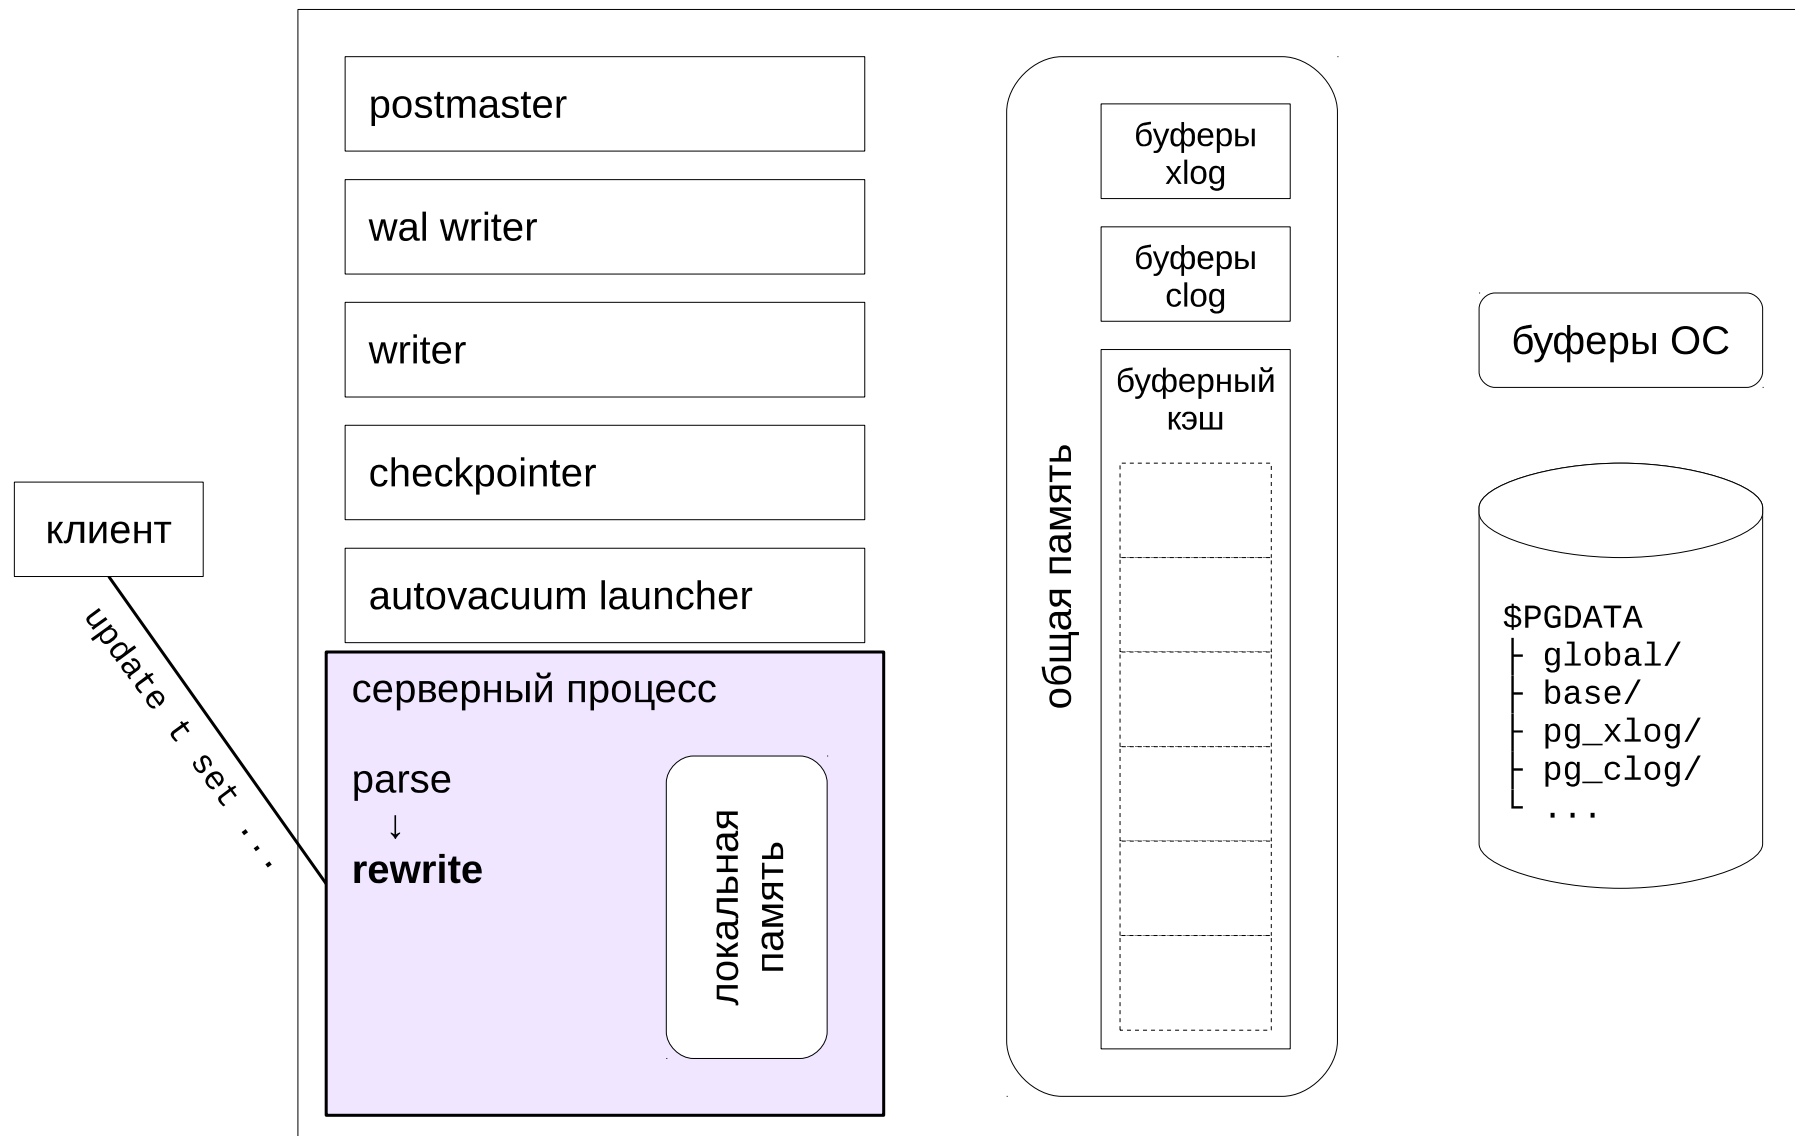 postmaster
wal writer
writer
checkpointer
autovacuum launcher
клиент
update t set ...
серверный процесс
parse
↓
rewrite
локальная
память
общая память
буферы
xlog
буферы
clog
буферный
кэш
буферы ОС
$PGDATA
├ global/
├ base/
├ pg_xlog/
├ pg_clog/
└ ...